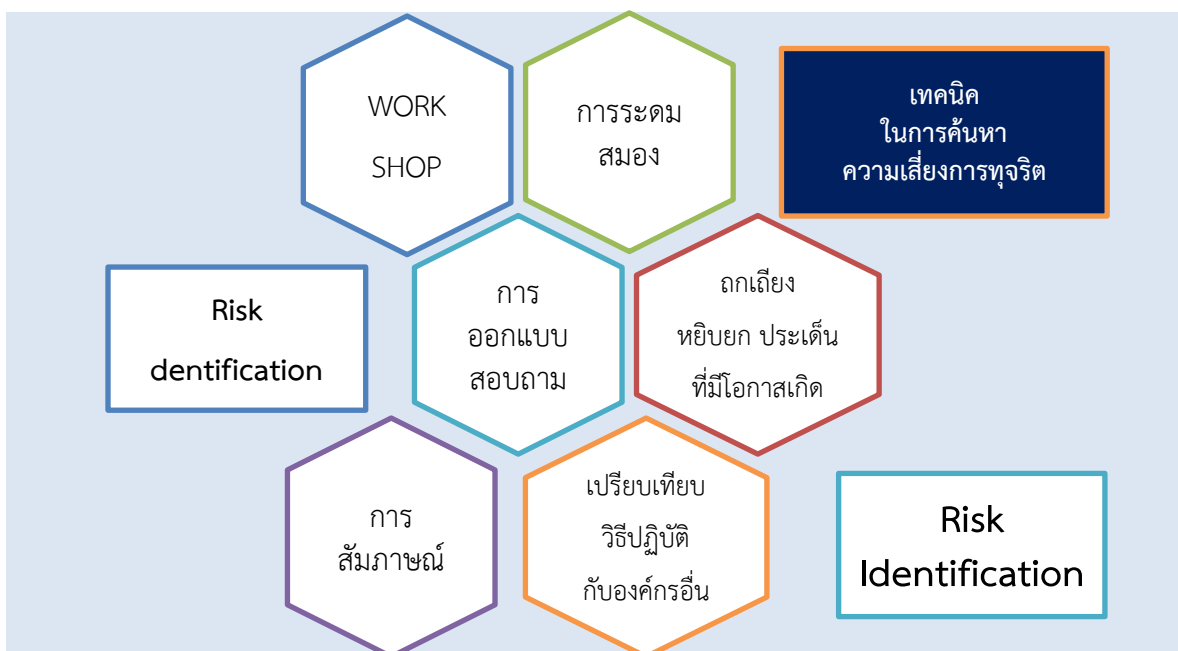 WORK
SHOP
การระดม
สมอง
เทคนิค
ในการค้นหา
ความเสี่ยงการทุจริต
Risk
dentification
การ
ออกแบบ
สอบถาม
ถกเถียง
หยิบยก ประเด็น
ที่มีโอกาสเกิด
การ
สัมภาษณ์
เปรียบเทียบ
วิธีปฏิบัติ
กับองค์กรอื่น
Risk
Identification